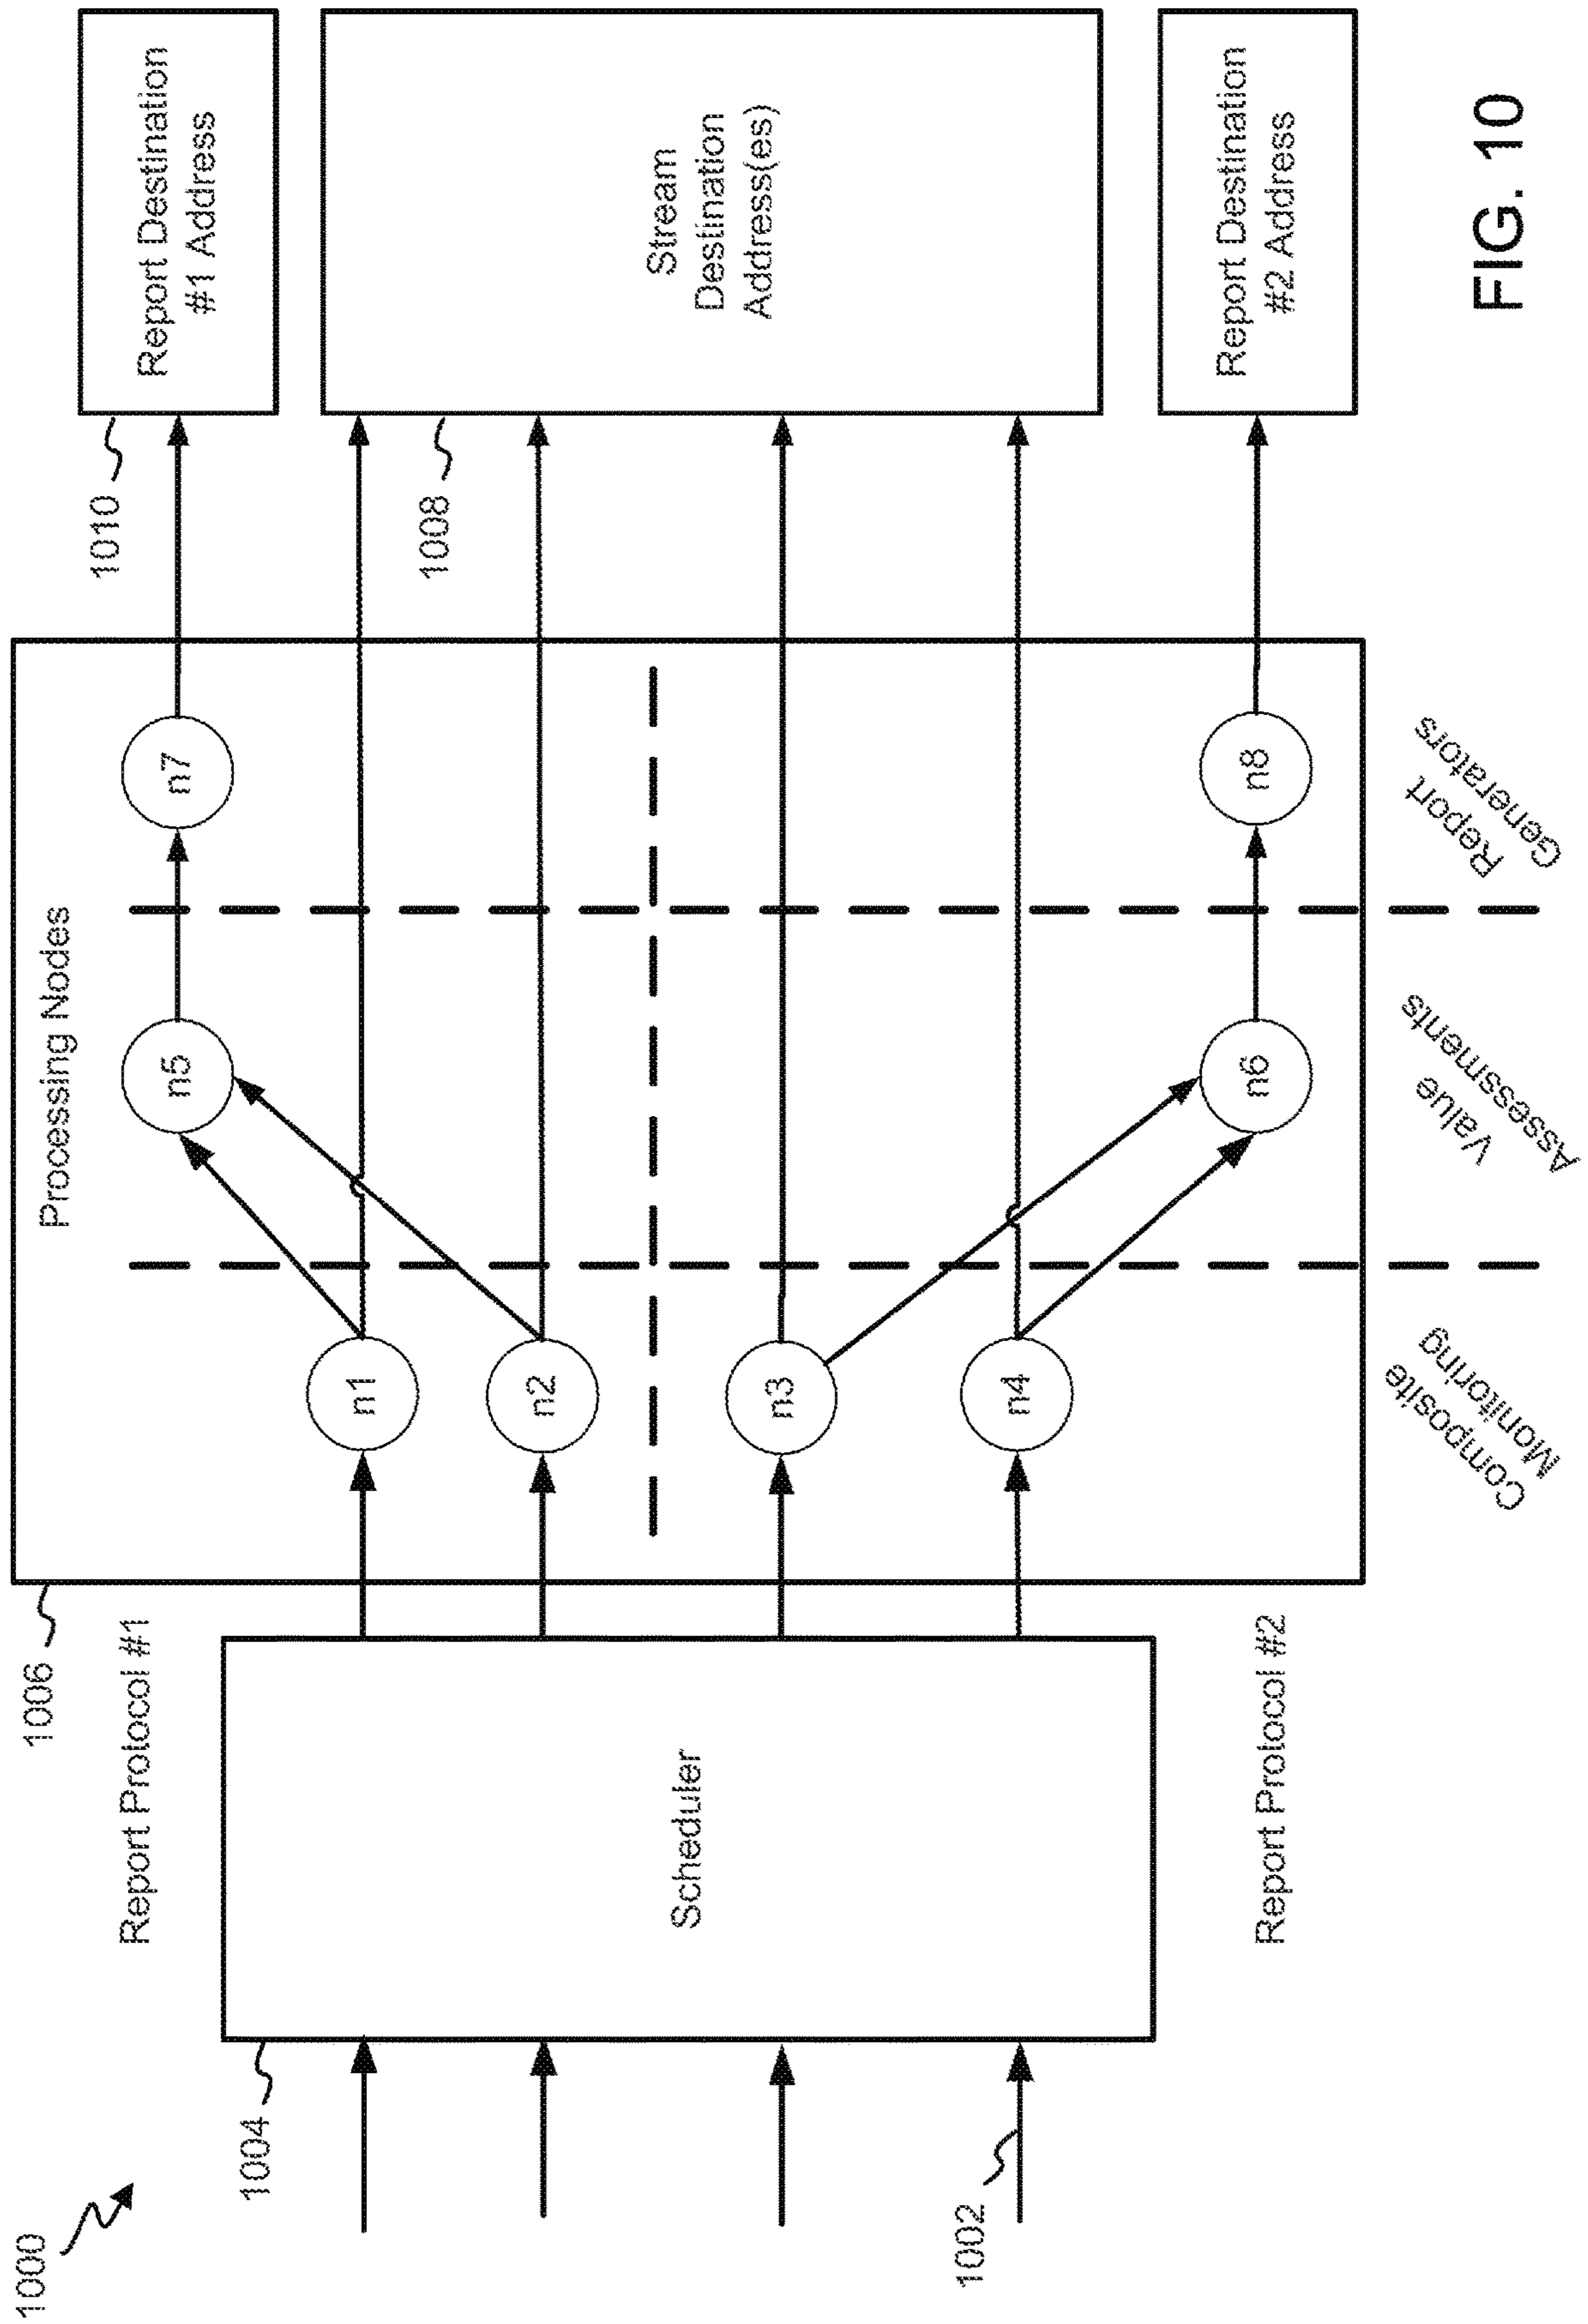 1000
1002
1004
Scheduler
Report Protocol #1
Report Protocol #2
1006
Processing Nodes
n1
n2
n3
n4
n5
n6
n7
n8
Composite
Monitoring
Value
Assessments
Report
Generators
1010
Report Destination
#1 Address
1008
Stream
Destination
Address(es)
Report Destination
#2 Address
FIG. 10